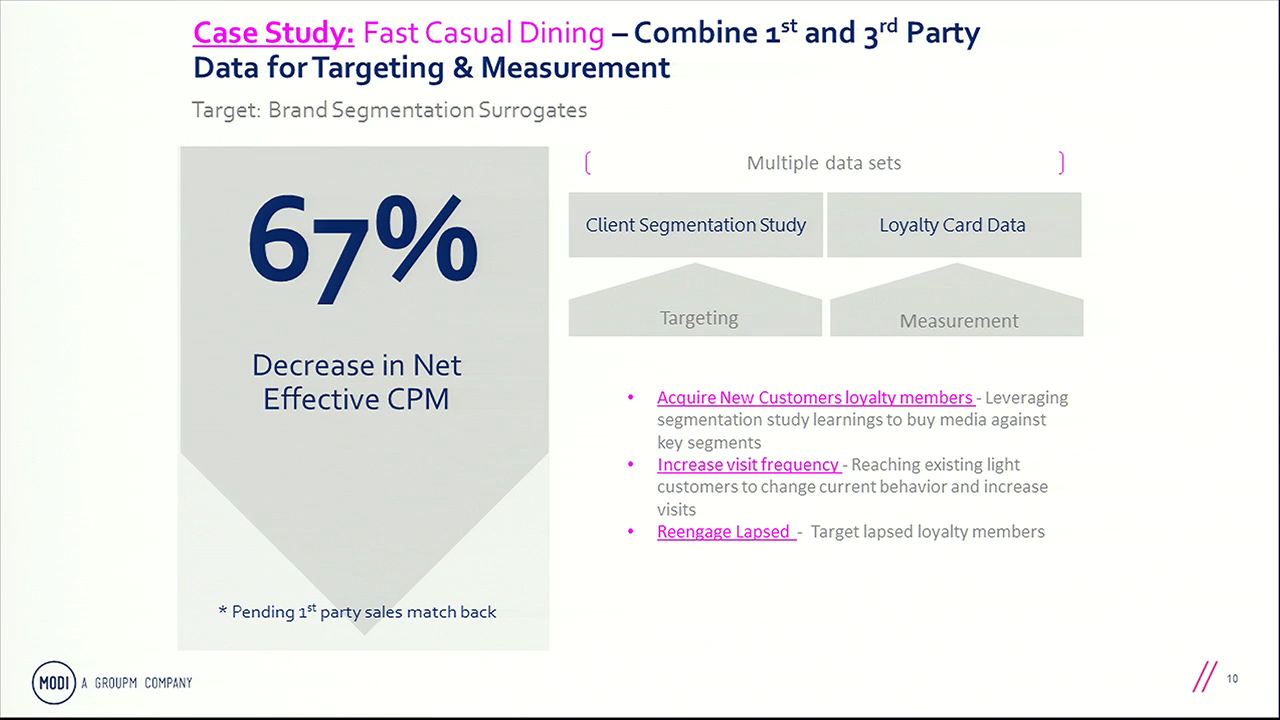 Case Study: Fast Casual Dining – Combine 1st and 3rd Party
Data for Targeting & Measurement
Target: Brand Segmentation Surrogates
67%
Decrease in Net
Effective CPM
* Pending 1st party sales match back
Multiple data sets
Client Segmentation Study
Loyalty Card Data
Targeting
Measurement
• Acquire New Customers loyalty members - Leveraging
segmentation study learnings to buy media against
key segments
• Increase visit frequency - Reaching existing light
customers to change current behavior and increase
visits
• Reengage Lapsed - Target lapsed loyalty members
MODI A GROUPM COMPANY
10